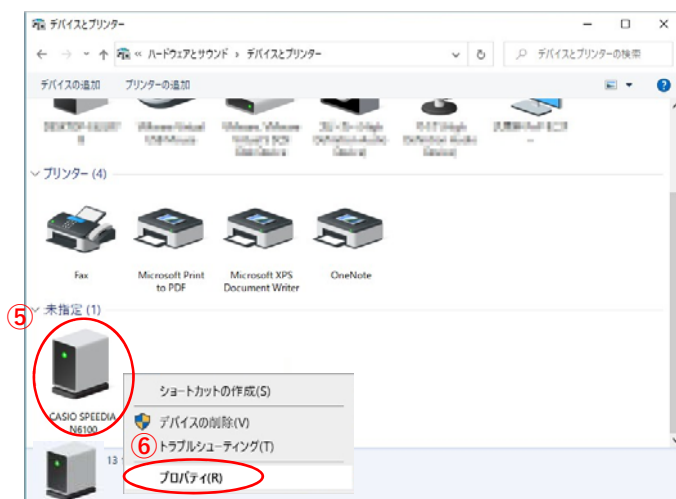 デバイスとプリンター
« ハードウェアとサウンド › デバイスとプリンター
デバイスとプリンターの検索
デバイスの追加 プリンターの追加
プリンター (4)
Fax
Microsoft Print
to PDF
Microsoft XPS
Document Writer
OneNote
⑤
未指定 (1)
CASIO SPEEDIA
N6100
ショートカットの作成(S)
デバイスの削除(V)
⑥
トラブルシューティング(T)
13
プロパティ(R)